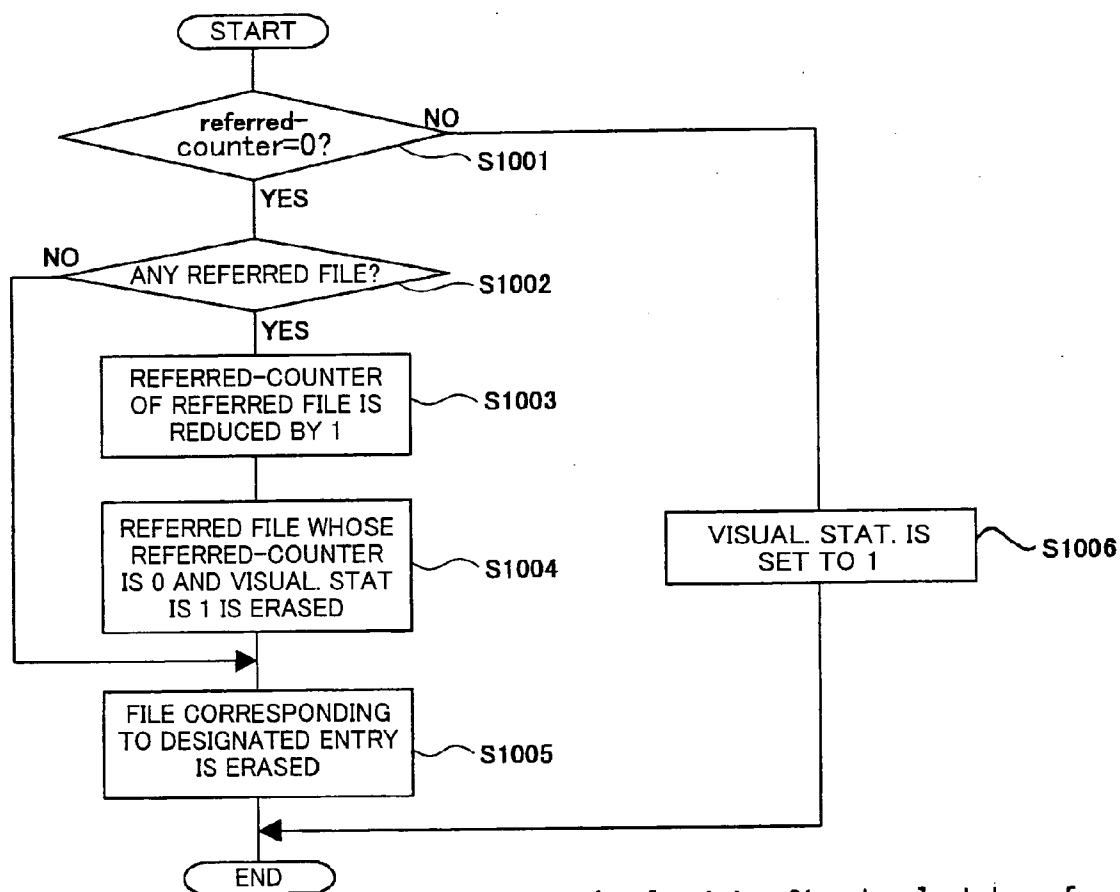 START
referred-
counter=0?
NO
S1001
YES
NO
ANY REFERRED FILE?
S1002
YES
REFERRED-COUNTER
OF REFERRED FILE IS
REDUCED BY 1
S1003
REFERRED FILE WHOSE
REFERRED-COUNTER
IS 0 AND VISUAL. STAT
IS 1 IS ERASED
S1004
VISUAL. STAT. IS
SET TO 1
S1006
FILE CORRESPONDING
TO DESIGNATED ENTRY
IS ERASED
S1005
END